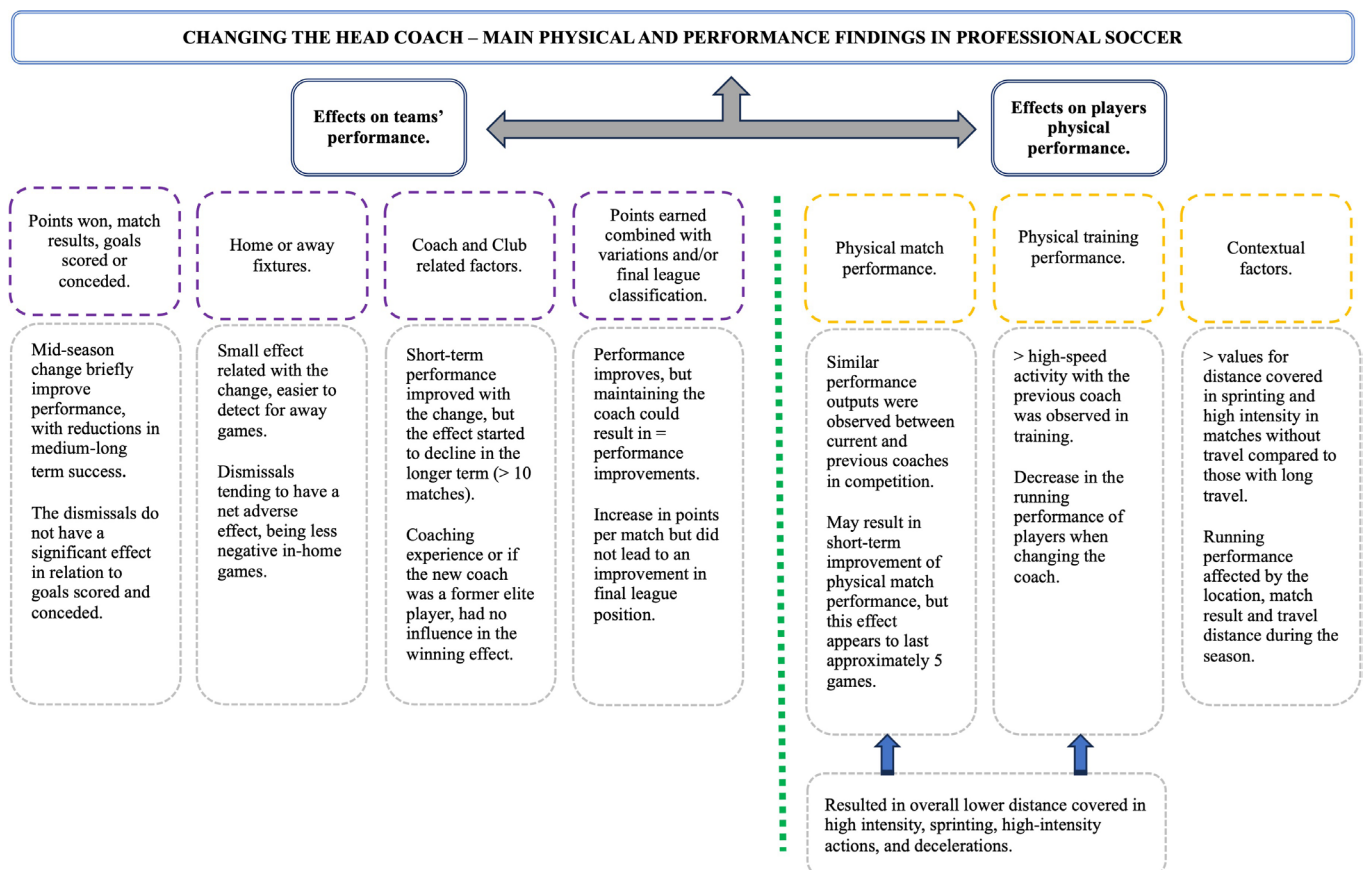 CHANGING THE HEAD COACH – MAIN PHYSICAL AND PERFORMANCE FINDINGS IN PROFESSIONAL SOCCER
Effects on teams’
performance.
Effects on players
physical
performance.
Points won, match
results, goals
scored or
conceded.
Home or away
fixtures.
Coach and Club
related factors.
Points earned
combined with
variations and/or
final league
classification.
Physical match
performance.
Physical training
performance.
Contextual
factors.
Mid-season
change briefly
improve
performance,
with reductions in
medium-long
term success.
The dismissals do
not have a
significant effect
in relation to
goals scored and
conceded.
Small effect
related with the
change, easier to
detect for away
games.
Dismissals
tending to have a
net adverse
effect, being less
negative in-home
games.
Short-term
performance
improved with
the change, but
the effect started
to decline in the
longer term (> 10
matches).
Coaching
experience or if
the new coach
was a former elite
player, had no
influence in the
winning effect.
Performance
improves, but
maintaining the
coach could
result in =
performance
improvements.
Increase in points
per match but did
not lead to an
improvement in
final league
position.
Similar
performance
outputs were
observed between
current and
previous coaches
in competition.
May result in
short-term
improvement of
physical match
performance, but
this effect
appears to last
approximately 5
games.
> high-speed
activity with the
previous coach
was observed in
training.
Decrease in the
running
performance of
players when
changing the
coach.
> values for
distance covered
in sprinting and
high intensity in
matches without
travel compared to
those with long
travel.
Running
performance
affected by the
location, match
result and travel
distance during the
season.
Resulted in overall lower distance covered in
high intensity, sprinting, high-intensity
actions, and decelerations.